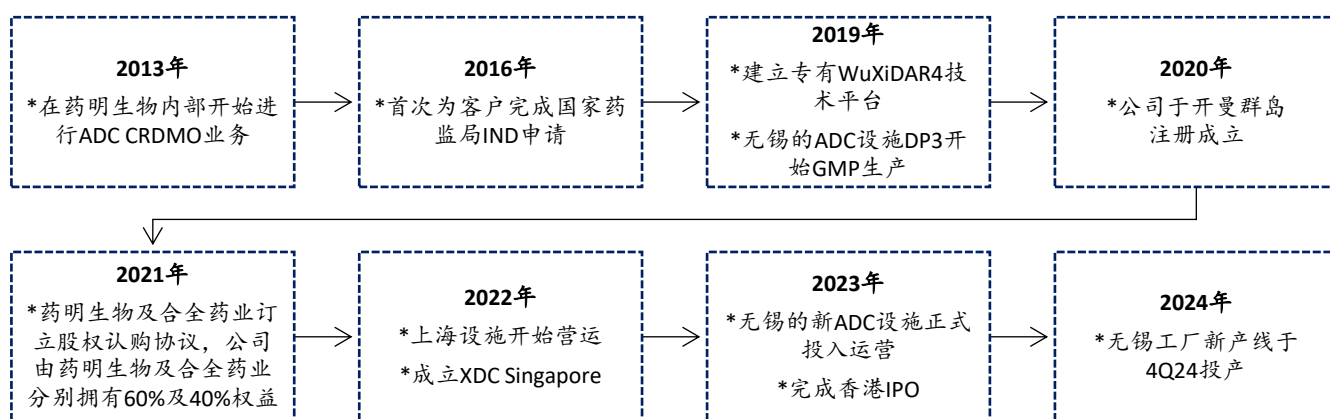 2013年
*在药明生物内部开始进
行ADC CRDMO业务
2016年
*首次为客户完成国家药
监局IND申请
2019年
*建立专有WuXiDAR4技
术平台
*无锡的ADC设施DP3开
始GMP生产
2020年
*公司于开曼群岛
注册成立
2021年
*药明生物及合全药业订
立股权认购协议，公司
由药明生物及合全药业
分别拥有60%及40%权益
2022年
*上海设施开始营运
*成立XDC Singapore
2023年
*无锡的新ADC设施正式
投入运营
*完成香港IPO
2024年
*无锡工厂新产线于
4Q24投产